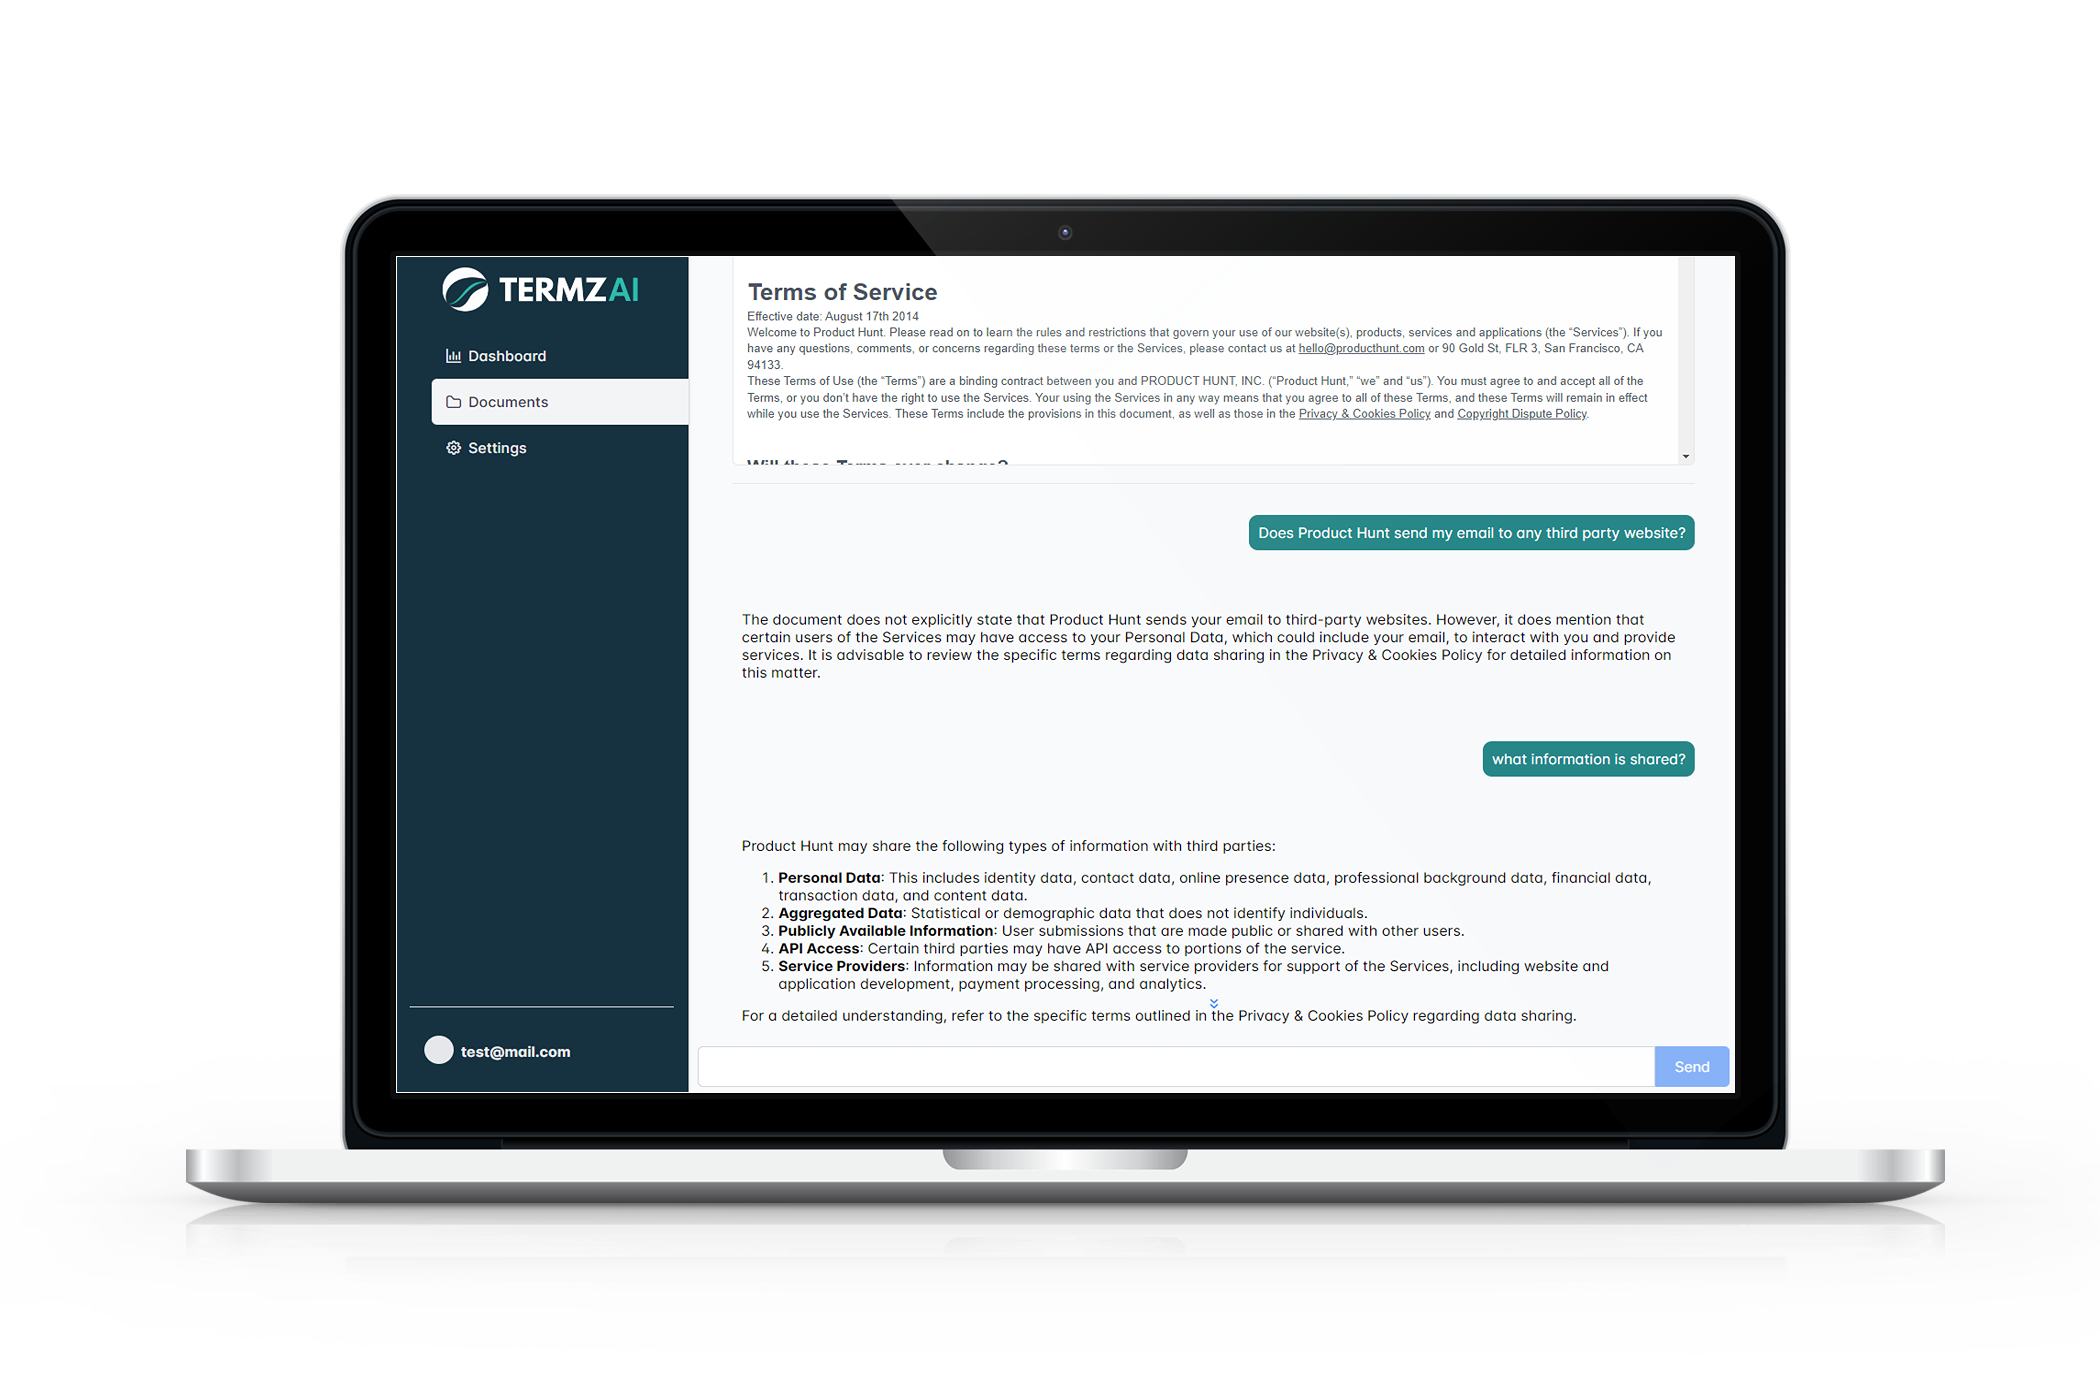 TERMZAI
Dashboard
Documents
Settings
test@mail.com
Terms of Service
Effective date: August 17th 2014
Welcome to Product Hunt. Please read on to learn the rules and restrictions that govern your use of our website(s), products, services and applications (the “Services”). If you
have any questions, comments, or concerns regarding these terms or the Services, please contact us at hello@producthunt.com or 90 Gold St, FLR 3, San Francisco, CA
94133.
These Terms of Use (the “Terms”) are a binding contract between you and PRODUCT HUNT, INC. (“Product Hunt,” “we” and “us”). You must agree to and accept all of the
Terms, or you don’t have the right to use the Services. Your using the Services in any way means that you agree to all of these Terms, and these Terms will remain in effect
while you use the Services. These Terms include the provisions in this document, as well as those in the Privacy & Cookies Policy and Copyright Dispute Policy.
Will these Terms ever change?
Does Product Hunt send my email to any third party website?
The document does not explicitly state that Product Hunt sends your email to third-party websites. However, it does mention that
certain users of the Services may have access to your Personal Data, which could include your email, to interact with you and provide
services. It is advisable to review the specific terms regarding data sharing in the Privacy & Cookies Policy for detailed information on
this matter.
what information is shared?
Product Hunt may share the following types of information with third parties:
1. Personal Data: This includes identity data, contact data, online presence data, professional background data, financial data,
transaction data, and content data.
2. Aggregated Data: Statistical or demographic data that does not identify individuals.
3. Publicly Available Information: User submissions that are made public or shared with other users.
4. API Access: Certain third parties may have API access to portions of the service.
5. Service Providers: Information may be shared with service providers for support of the Services, including website and
application development, payment processing, and analytics.
For a detailed understanding, refer to the specific terms outlined in the Privacy & Cookies Policy regarding data sharing.
Send